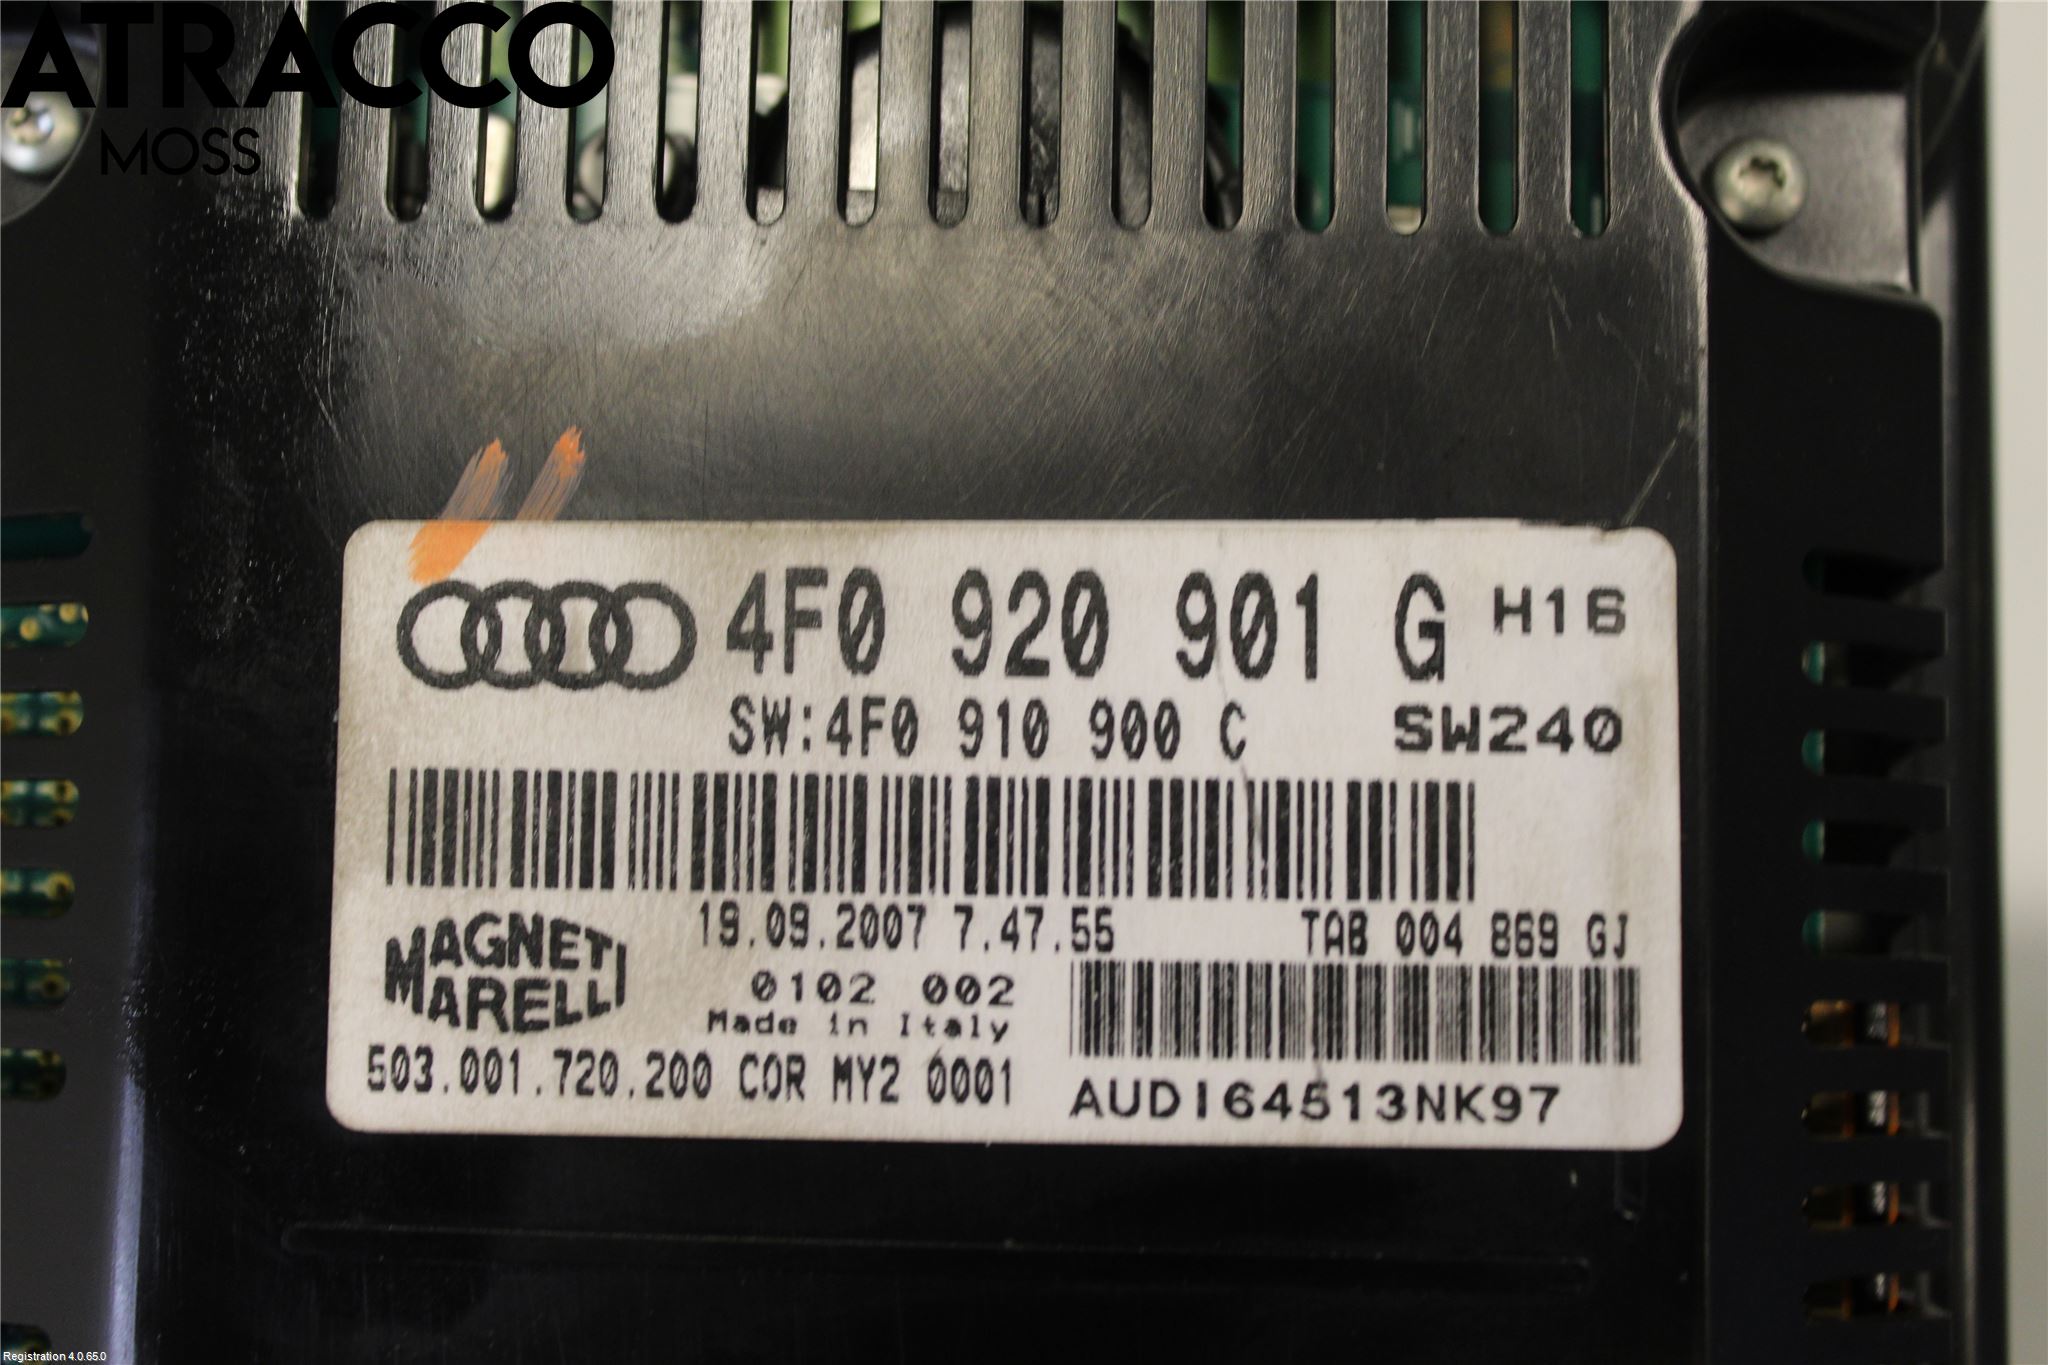 ATRACCO
MOSS
4F0 920 901 G H16
SW:4F0 910 900 C SW240
19.09.2007 7.47.55 TAB 004 869 GJ
MAGNETI
MARELLI
0102 002
Made in Italy
503.001.720.200 COR MY2 0001
AUDI64513NK97
Registration 4.0.65.0